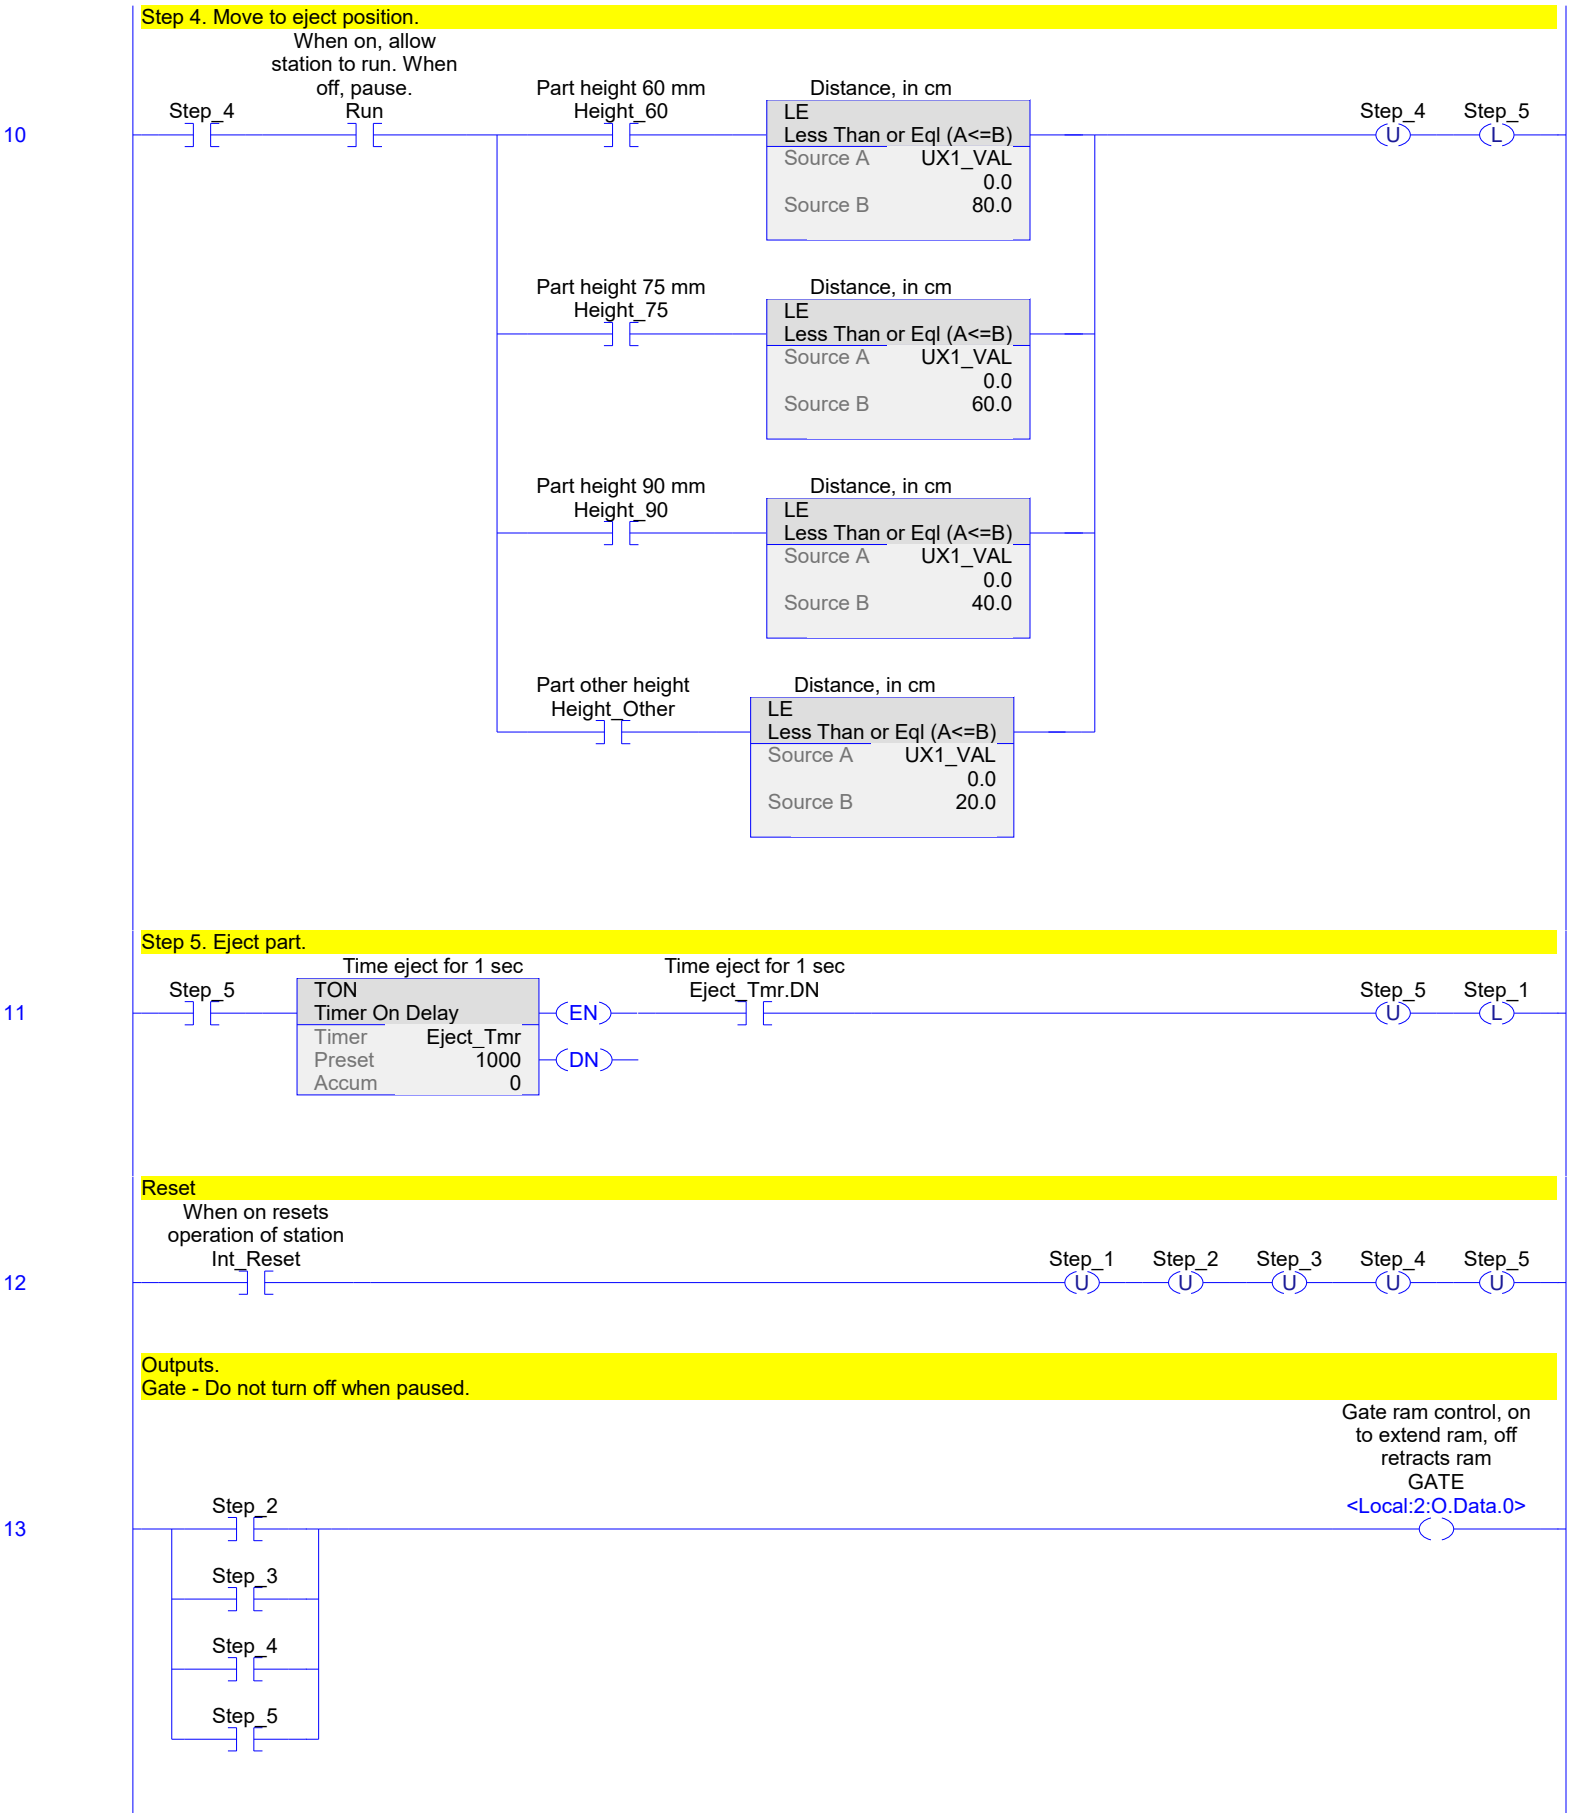 Step 4. Move to eject position.
When on, allow
station to run. When
off, pause.
Part height 60 mm
Distance, in cm
Step_4
Run
Height_60
LE
Step_4
Step_5
10
Less Than or Eql (A<=B)
U
L
Source A
UX1_VAL
0.0
Source B
80.0
Part height 75 mm
Distance, in cm
Height_75
LE
Less Than or Eql (A<=B)
Source A
UX1_VAL
0.0
Source B
60.0
Part height 90 mm
Distance, in cm
Height_90
LE
Less Than or Eql (A<=B)
Source A
UX1_VAL
0.0
Source B
40.0
Part other height
Distance, in cm
Height_Other
LE
Less Than or Eql (A<=B)
Source A
UX1_VAL
0.0
Source B
20.0
Step 5. Eject part.
Time eject for 1 sec
Time eject for 1 sec
Step_5
TON
Eject_Tmr.DN
Step_5
Step_1
11
Timer On Delay
EN
U
L
Timer
Eject_Tmr
Preset
1000
DN
Accum
0
Reset
When on resets
operation of station
Int_Reset
Step_1
Step_2
Step_3
Step_4
Step_5
12
U
U
U
U
U
Outputs.
Gate - Do not turn off when paused.
Gate ram control, on
to extend ram, off
retracts ram
GATE
Step_2
<Local:2:O.Data.0>
13
Step_3
Step_4
Step_5